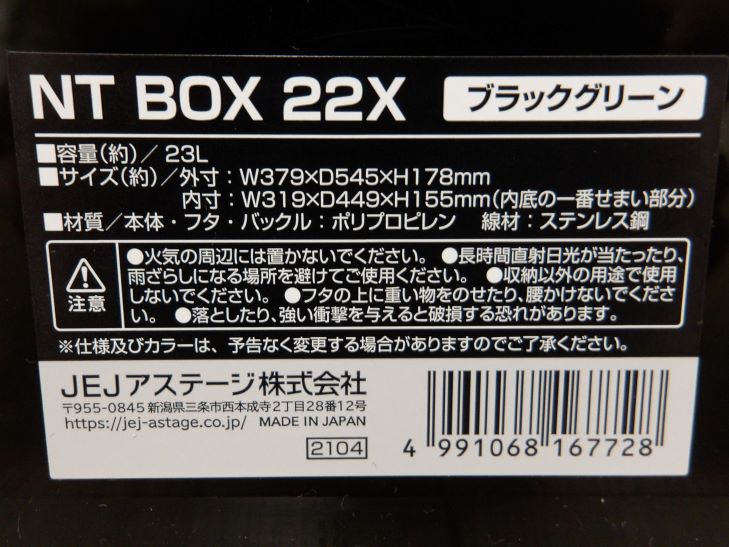 NT BOX 22X ブラックグリーン
■容量(約)／23L
■サイズ(約)／外寸：W379×D545×H178mm
内寸：W319×D449×H155mm(内底の一番せまい部分)
■材質／本体・フタ・バックル：ポリプロピレン 線材：ステンレス鋼
注意
●火気の周辺には置かないでください。●長時間直射日光が当たったり、
雨ざらしになる場所を避けてご使用ください。●収納以外の用途で使用
しないでください。●フタの上に重い物をのせたり、腰かけないでくださ
い。●落としたり、強い衝撃を与えると破損する恐れがあります。
※仕様及びカラーは、予告なく変更する場合がありますのでご了承ください。
JEJアステージ株式会社
〒955-0845 新潟県三条市西本成寺2丁目28番12号
https://jej-astage.co.jp/ MADE IN JAPAN
2104
4 991068 167728